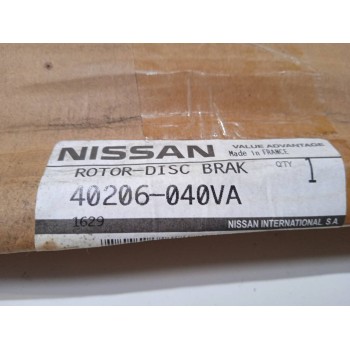 NISSAN
VALUE ADVANTAGE
Made in FRANCE
ROTOR-DISC BRAK
QTY
1
40206-040VA
1629
NISSAN INTERNATIONAL S.A.